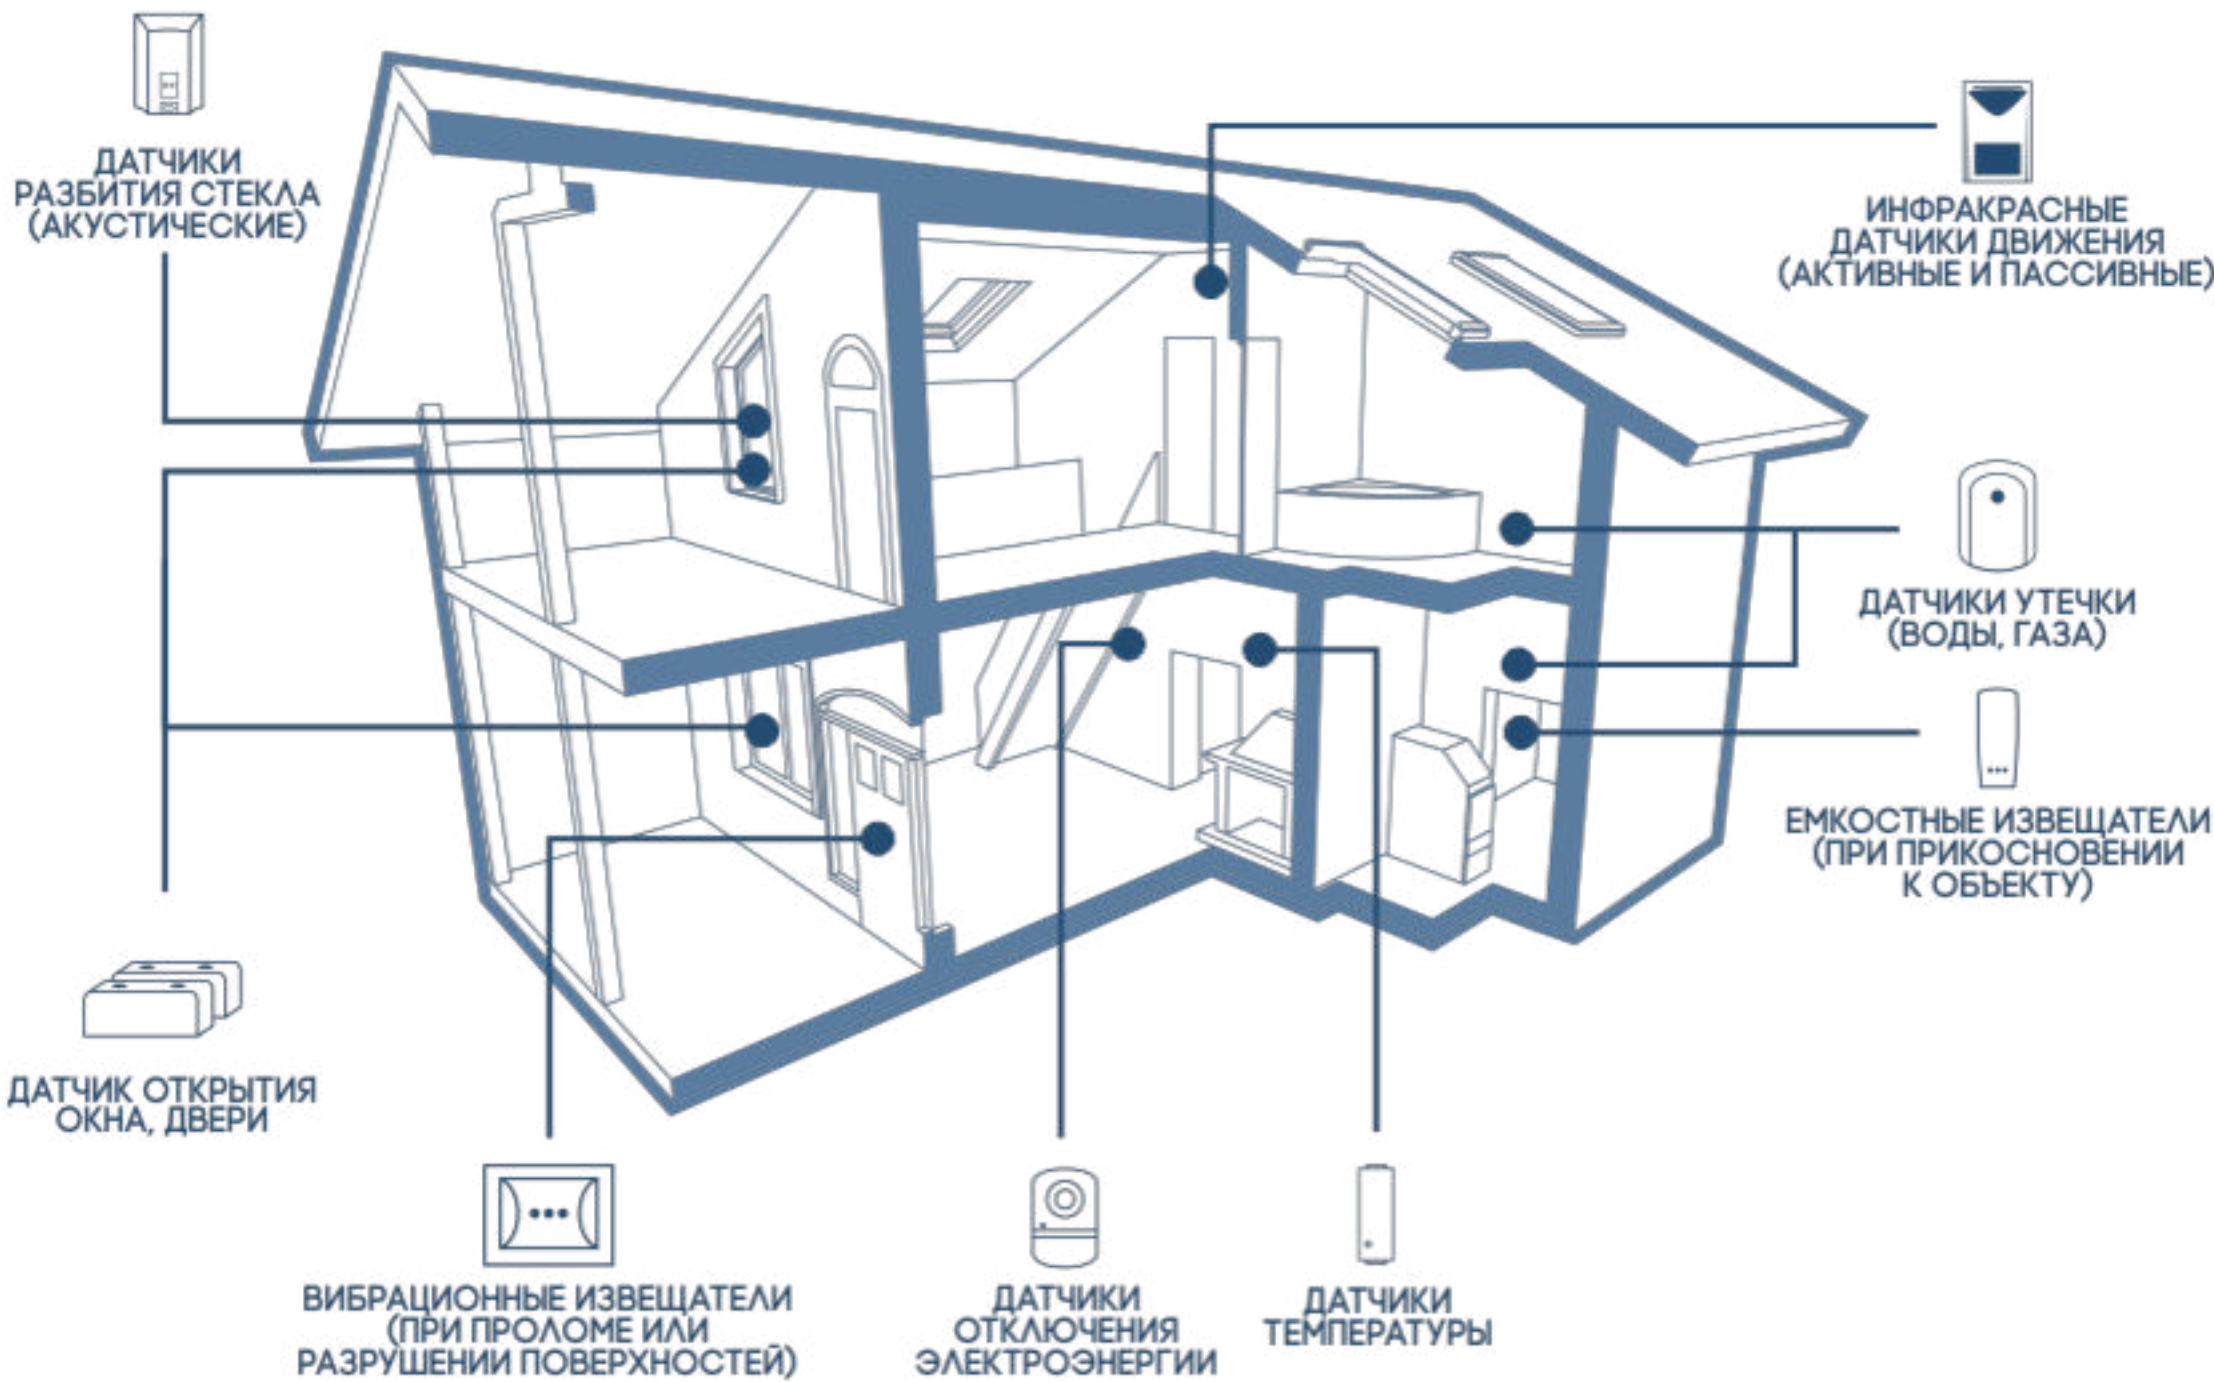 ДАТЧИКИ
РАЗБИТИЯ СТЕКЛА
(АКУСТИЧЕСКИЕ)
ИНФРАКРАСНЫЕ
ДАТЧИКИ ДВИЖЕНИЯ
(АКТИВНЫЕ И ПАССИВНЫЕ)
ДАТЧИКИ УТЕЧКИ
(ВОДЫ, ГАЗА)
ЕМКОСТНЫЕ ИЗВЕЩАТЕЛИ
(ПРИ ПРИКОСНОВЕНИИ
К ОБЪЕКТУ)
ДАТЧИК ОТКРЫТИЯ
ОКНА, ДВЕРИ
ВИБРАЦИОННЫЕ ИЗВЕЩАТЕЛИ
(ПРИ ПРОЛОМЕ ИЛИ
РАЗРУШЕНИИ ПОВЕРХНОСТЕЙ)
ДАТЧИКИ
ОТКЛЮЧЕНИЯ
ЭЛЕКТРОЭНЕРГИИ
ДАТЧИКИ
ТЕМПЕРАТУРЫ